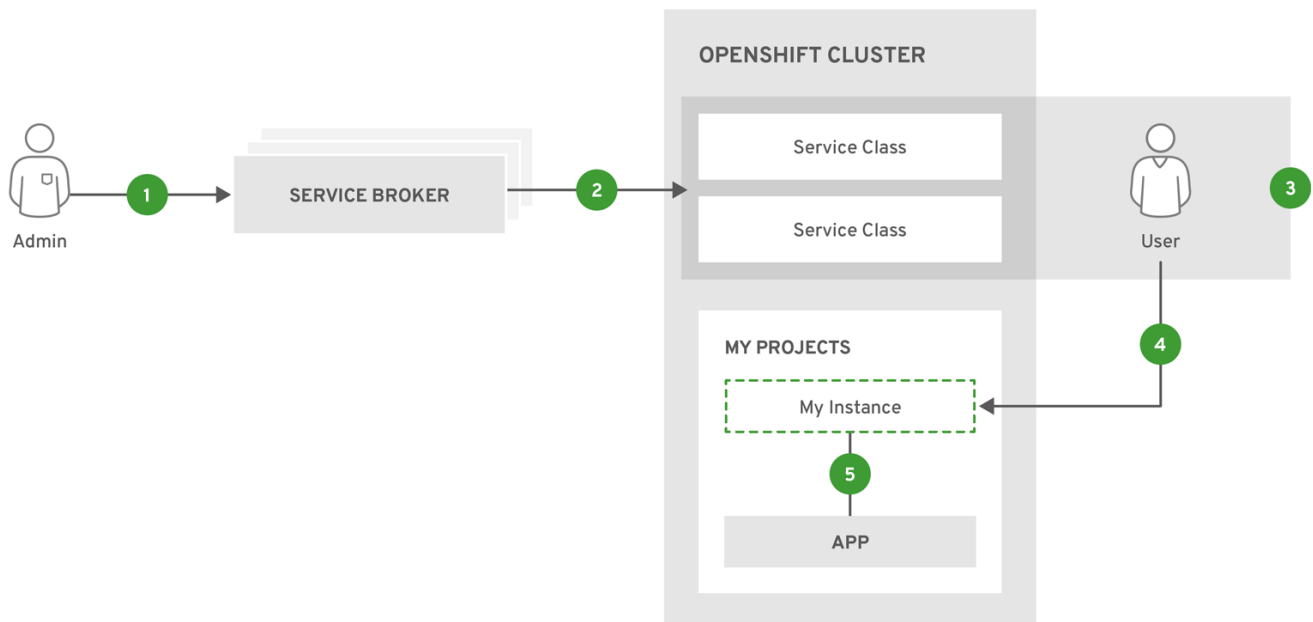 OPENSHIFT CLUSTER
Admin
1
SERVICE BROKER
2
Service Class
Service Class
User
3
4
MY PROJECTS
My Instance
5
APP